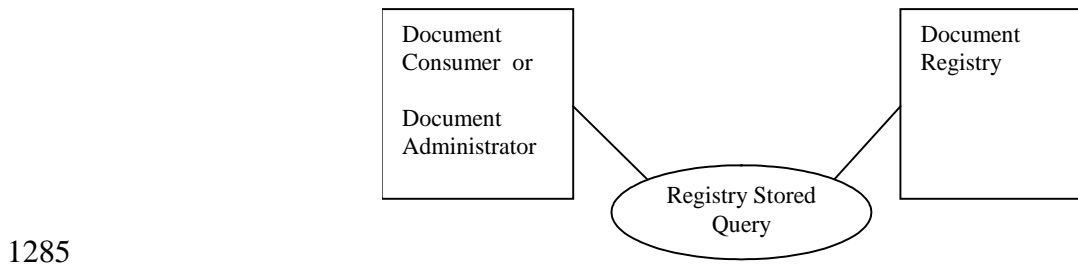 Document
Consumer or
Document
Administrator
Document
Registry
Registry Stored
Query
1285